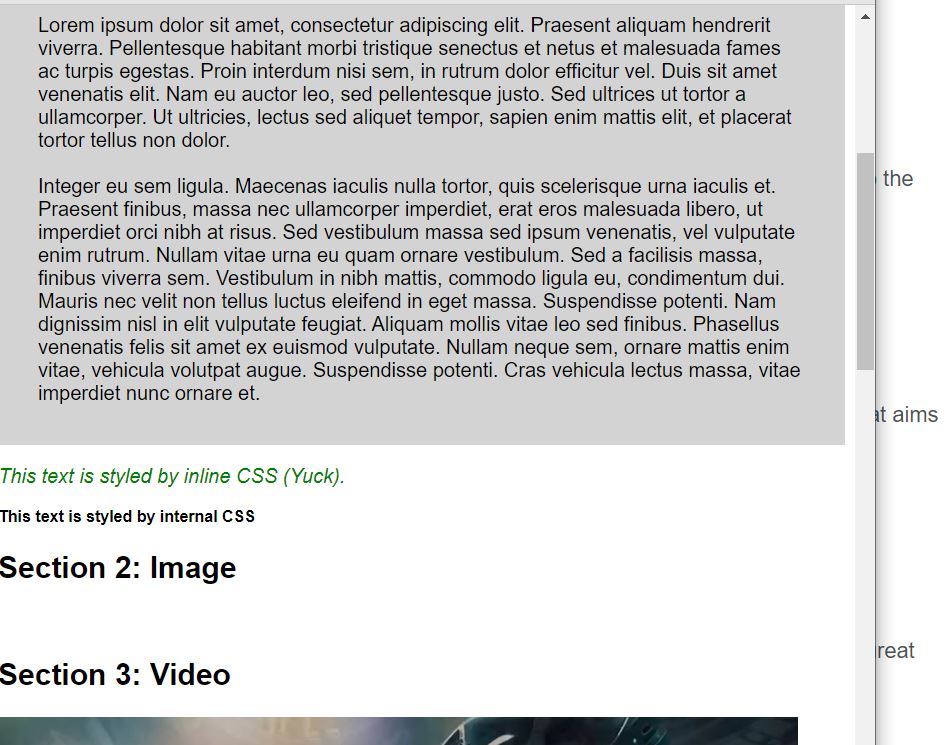 Lorem ipsum dolor sit amet, consectetur adipiscing elit. Praesent aliquam hendrerit
viverra. Pellentesque habitant morbi tristique senectus et netus et malesuada fames
ac turpis egestas. Proin interdum nisi sem, in rutrum dolor efficitur vel. Duis sit amet
venenatis elit. Nam eu auctor leo, sed pellentesque justo. Sed ultrices ut tortor a
ullamcorper. Ut ultricies, lectus sed aliquet tempor, sapien enim mattis elit, et placerat
tortor tellus non dolor.
Integer eu sem ligula. Maecenas iaculis nulla tortor, quis scelerisque urna iaculis et.
Praesent finibus, massa nec ullamcorper imperdiet, erat eros malesuada libero, ut
imperdiet orci nibh at risus. Sed vestibulum massa sed ipsum venenatis, vel vulputate
enim rutrum. Nullam vitae urna eu quam ornare vestibulum. Sed a facilisis massa,
finibus viverra sem. Vestibulum in nibh mattis, commodo ligula eu, condimentum dui.
Mauris nec velit non tellus luctus eleifend in eget massa. Suspendisse potenti. Nam
dignissim nisl in elit vulputate feugiat. Aliquam mollis vitae leo sed finibus. Phasellus
venenatis felis sit amet ex euismod vulputate. Nullam neque sem, ornare mattis enim
vitae, vehicula volutpat augue. Suspendisse potenti. Cras vehicula lectus massa, vitae
imperdiet nunc ornare et.
This text is styled by inline CSS (Yuck).
This text is styled by internal CSS
Section 2: Image
Section 3: Video
the
aims